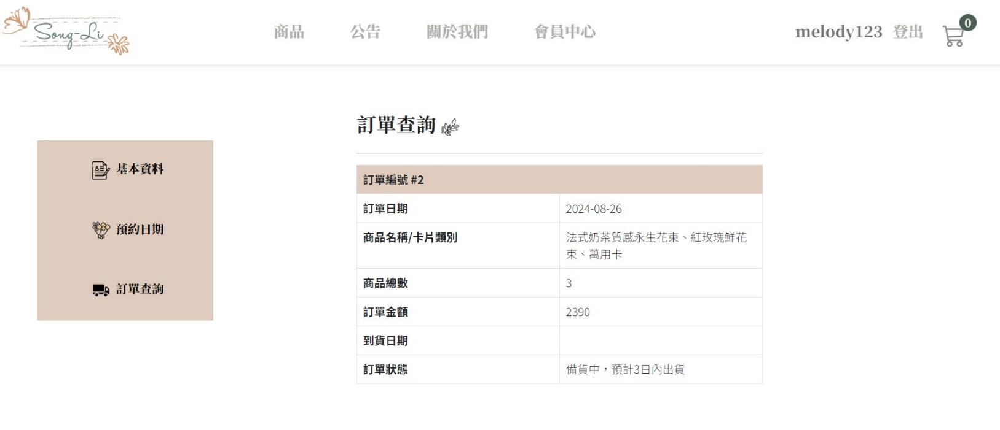 Song-Li
商品 公告 關於我們 會員中心 melody123 登出 0
訂單查詢
基本資料
預約日期
訂單查詢
訂單編號 #2
訂單日期 2024-08-26
商品名稱/卡片類別 法式奶茶質感永生花束、紅玫瑰鮮花
束、萬用卡
商品總數 3
訂單金額 2390
到貨日期
訂單狀態 備貨中，預計3日內出貨